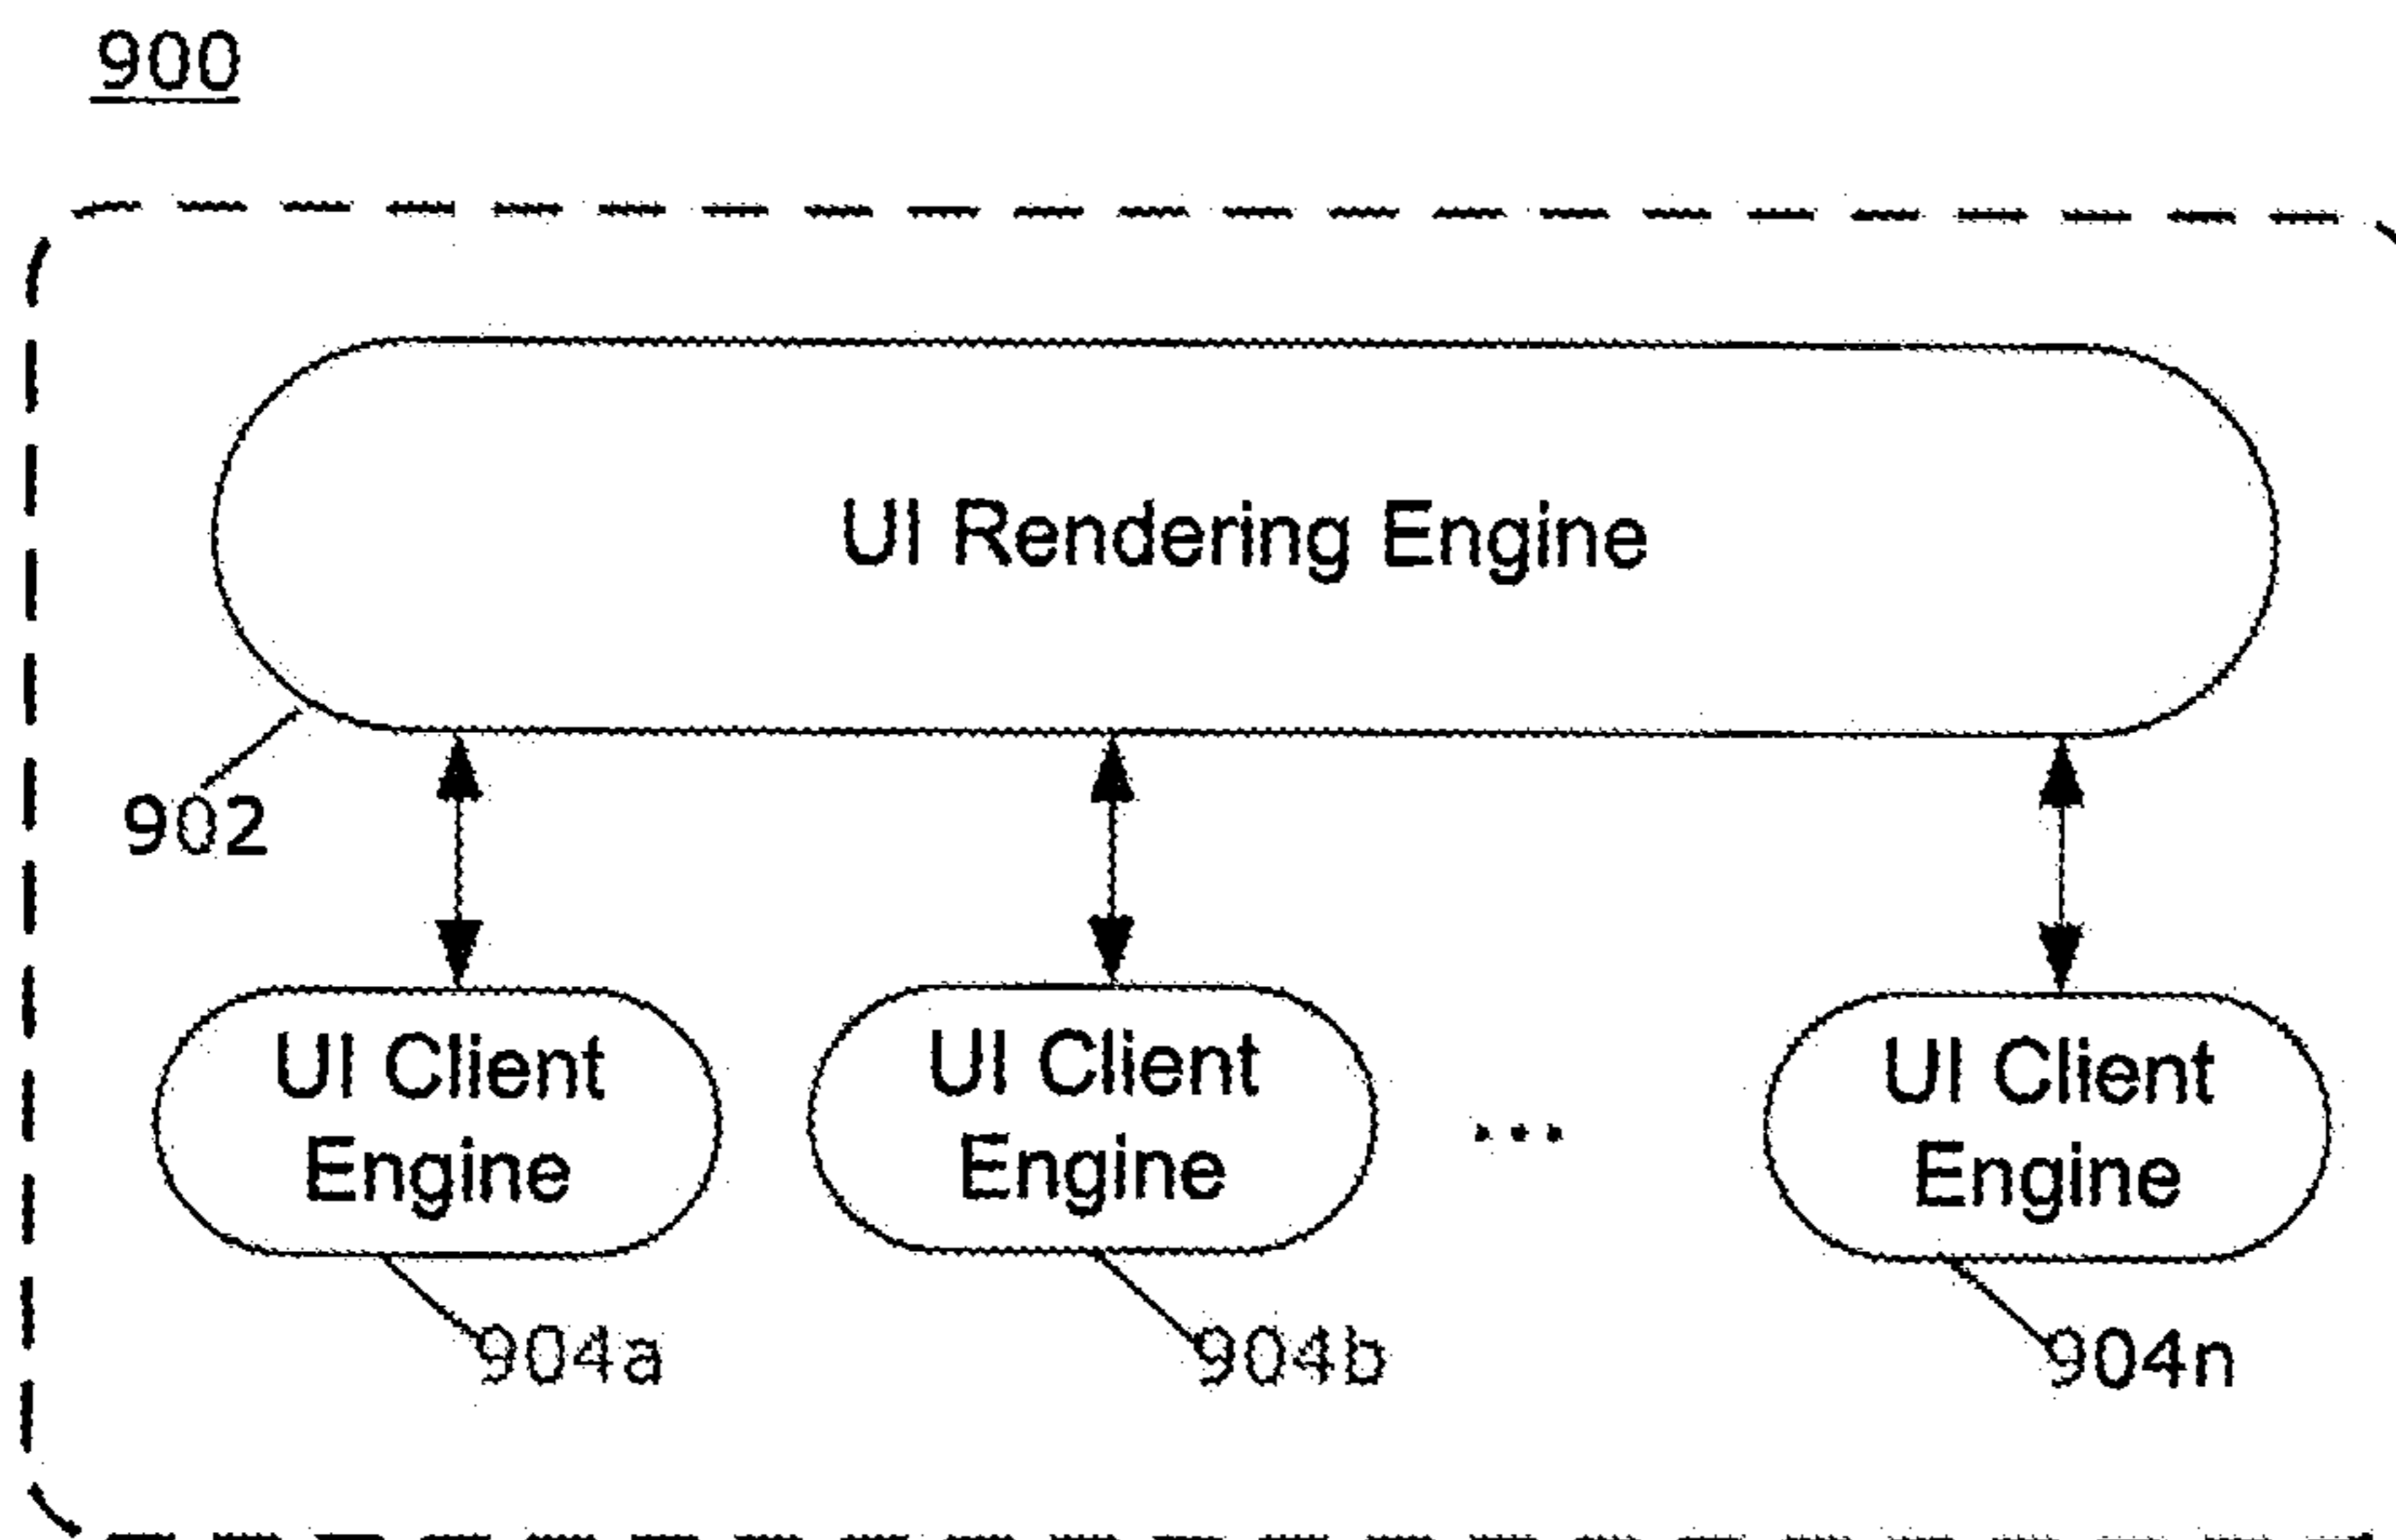 900
UI Rendering Engine
902
UI Client
Engine
UI Client
Engine
...
UI Client
Engine
904a
904b
904n